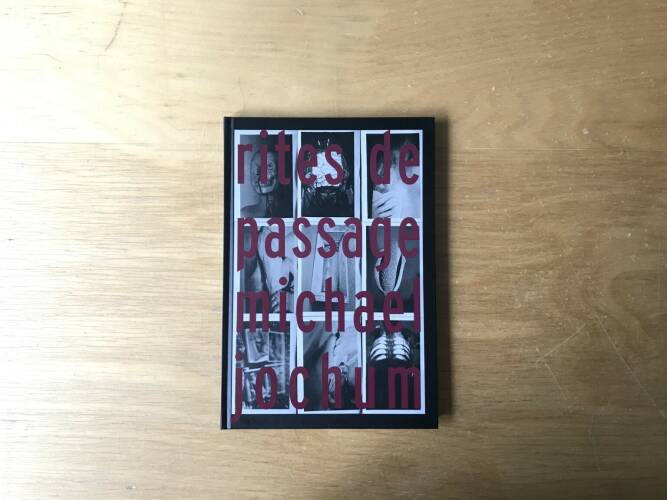 rites de
passage
michael
jochum